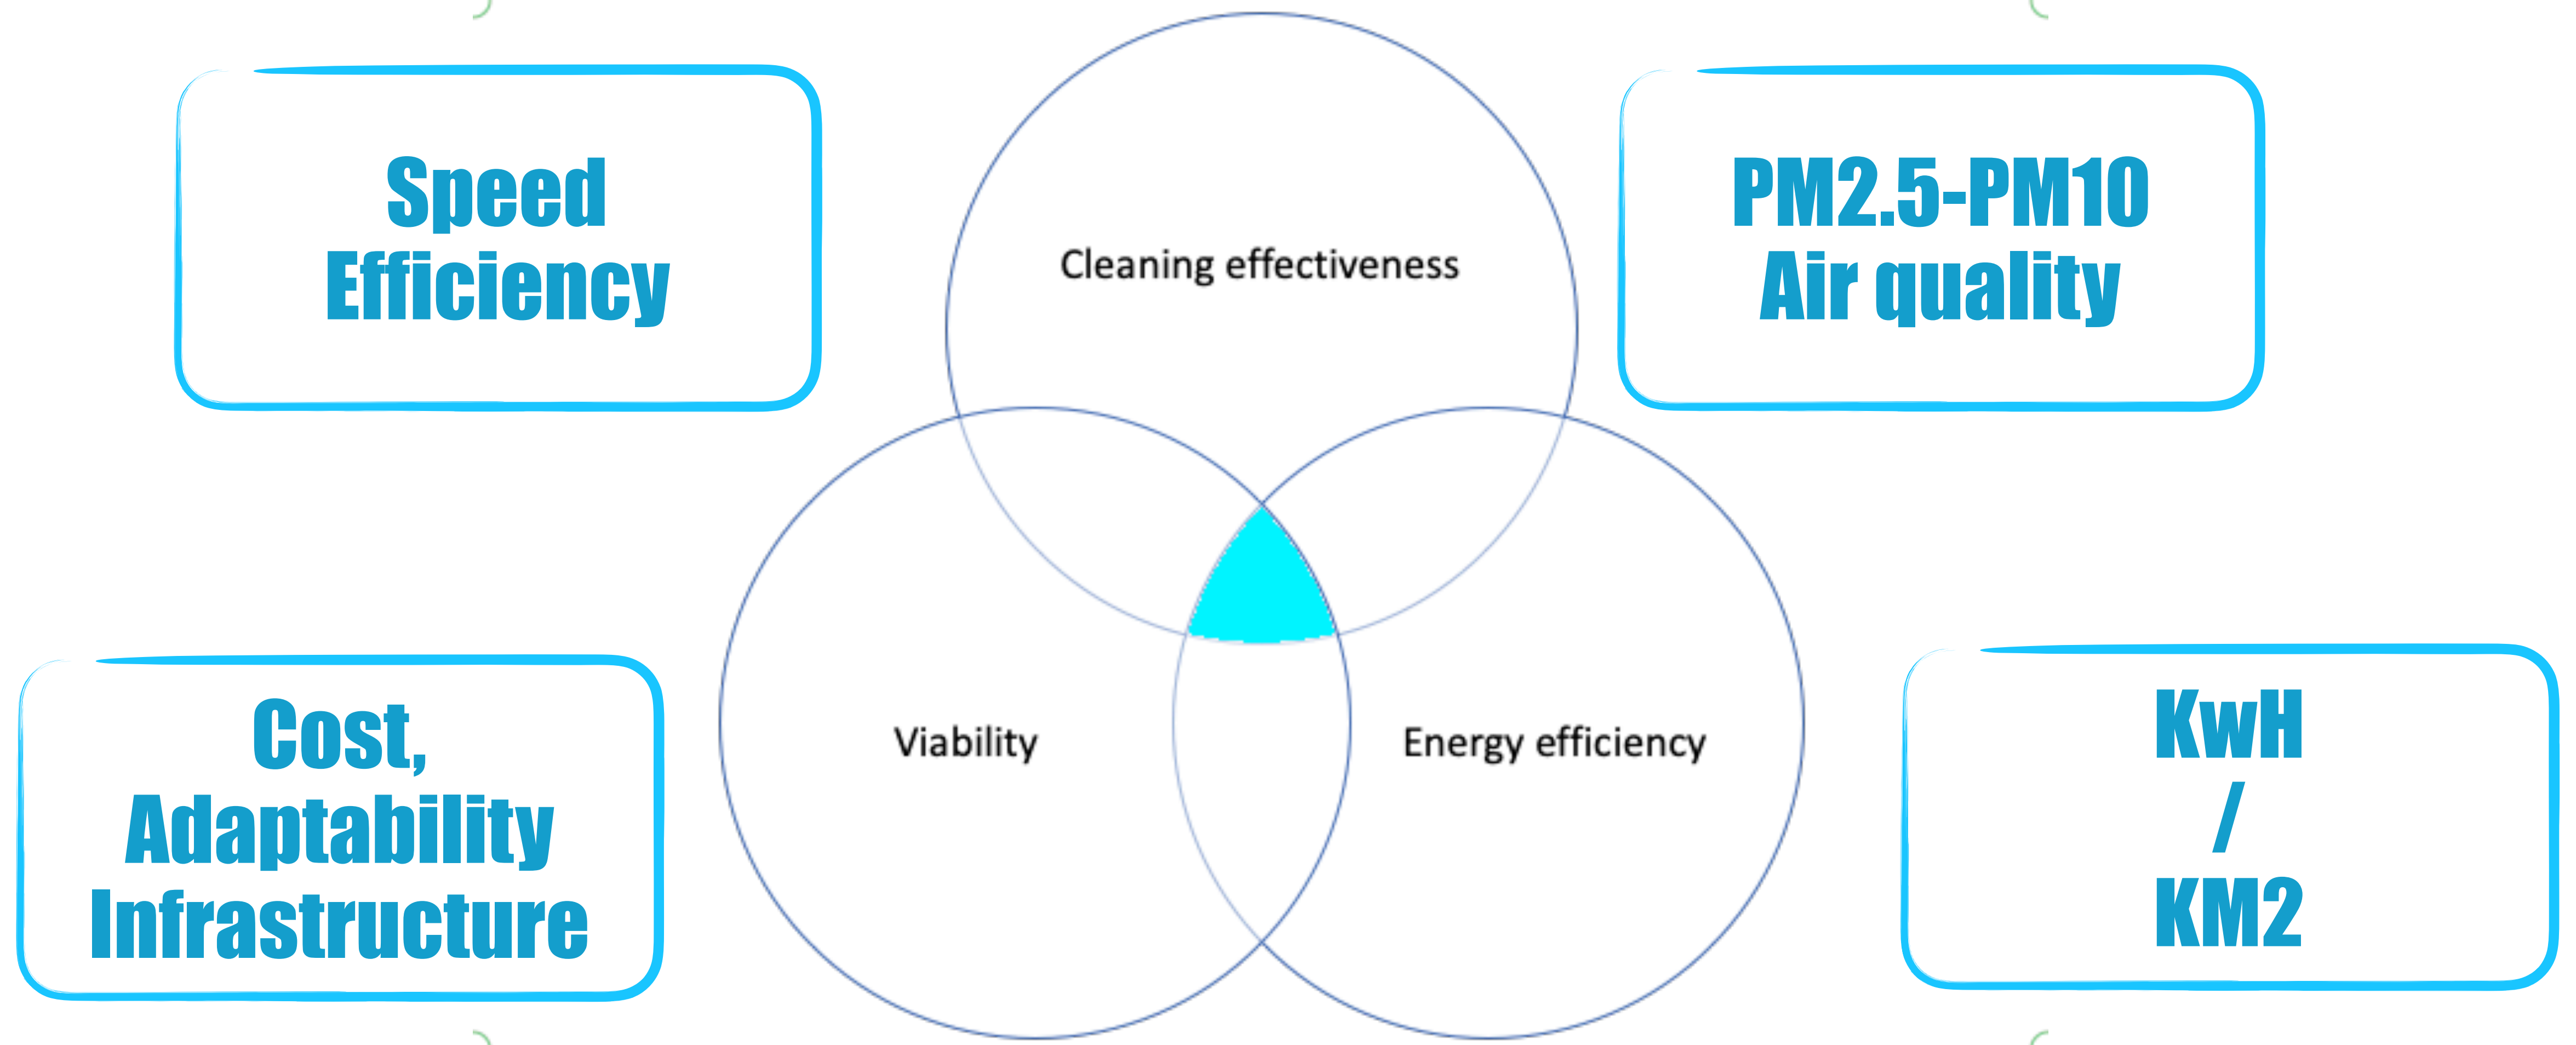 Speed
Efficiency
Cleaning effectiveness
PM2.5-PM10
Air quality
Cost,
Adaptability
Infrastructure
Viability
Energy efficiency
KwH
/
KM2